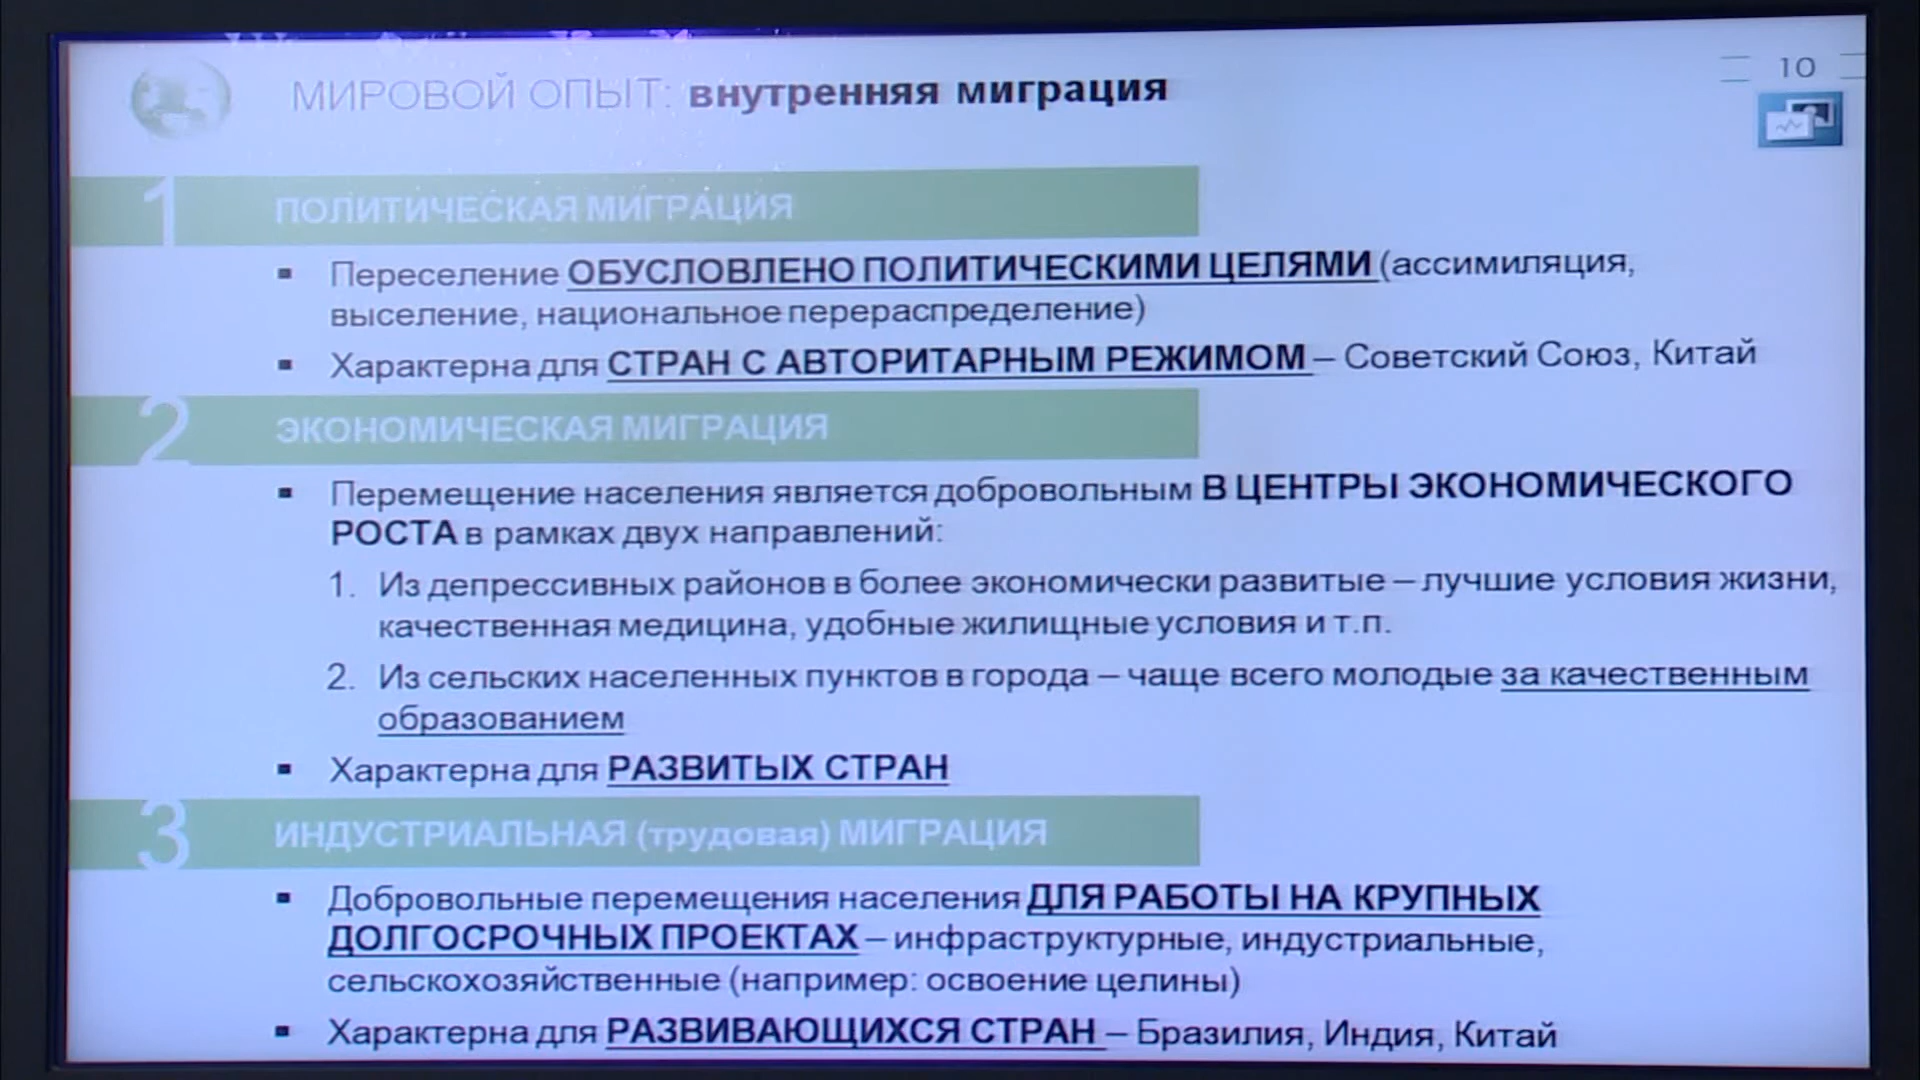 МИРОВОЙ ОПЫТ: внутренняя миграция
10
1 ПОЛИТИЧЕСКАЯ МИГРАЦИЯ
▪ Переселение ОБУСЛОВЛЕНО ПОЛИТИЧЕСКИМИ ЦЕЛЯМИ (ассимиляция,
выселение, национальное перераспределение)
▪ Характерна для СТРАН С АВТОРИТАРНЫМ РЕЖИМОМ – Советский Союз, Китай
2 ЭКОНОМИЧЕСКАЯ МИГРАЦИЯ
▪ Перемещение населения является добровольным В ЦЕНТРЫ ЭКОНОМИЧЕСКОГО
РОСТА в рамках двух направлений:
1. Из депрессивных районов в более экономически развитые – лучшие условия жизни,
качественная медицина, удобные жилищные условия и т.п.
2. Из сельских населенных пунктов в города – чаще всего молодые за качественным
образованием
▪ Характерна для РАЗВИТЫХ СТРАН
3 ИНДУСТРИАЛЬНАЯ (трудовая) МИГРАЦИЯ
▪ Добровольные перемещения населения ДЛЯ РАБОТЫ НА КРУПНЫХ
ДОЛГОСРОЧНЫХ ПРОЕКТАХ – инфраструктурные, индустриальные,
сельскохозяйственные (например: освоение целины)
▪ Характерна для РАЗВИВАЮЩИХСЯ СТРАН – Бразилия, Индия, Китай